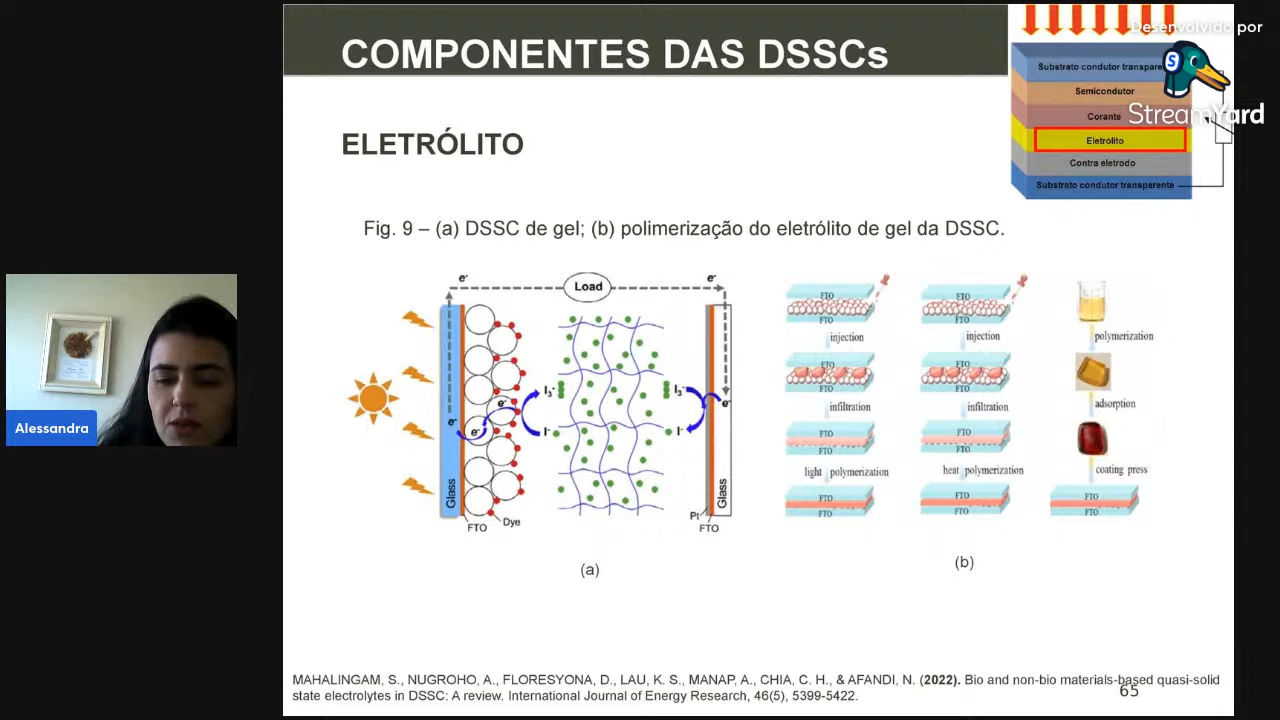 COMPONENTES DAS DSSCs
Desenvolvido por
StreamYard
Substrato condutor transparente
Semicondutor
Corante
Eletrólito
Contra eletrodo
Substrato condutor transparente
ELETRÓLITO
Fig. 9 – (a) DSSC de gel; (b) polimerização do eletrólito de gel da DSSC.
e-
Load
e-
I3-
I3-
e-
e-
e-
e-
I-
I-
Glass
Glass
FTO
Dye
Pt
FTO
(a)
FTO
FTO
injection
FTO
FTO
infiltration
FTO
FTO
light polymerization
FTO
FTO
FTO
FTO
injection
FTO
FTO
infiltration
FTO
FTO
heat polymerization
FTO
FTO
polymerization
adsorption
coating press
FTO
FTO
(b)
Alessandra
MAHALINGAM, S., NUGROHO, A., FLORESYONA, D., LAU, K. S., MANAP, A., CHIA, C. H., & AFANDI, N. (2022). Bio and non-bio materials-based quasi-solid
state electrolytes in DSSC: A review. International Journal of Energy Research, 46(5), 5399-5422.
65